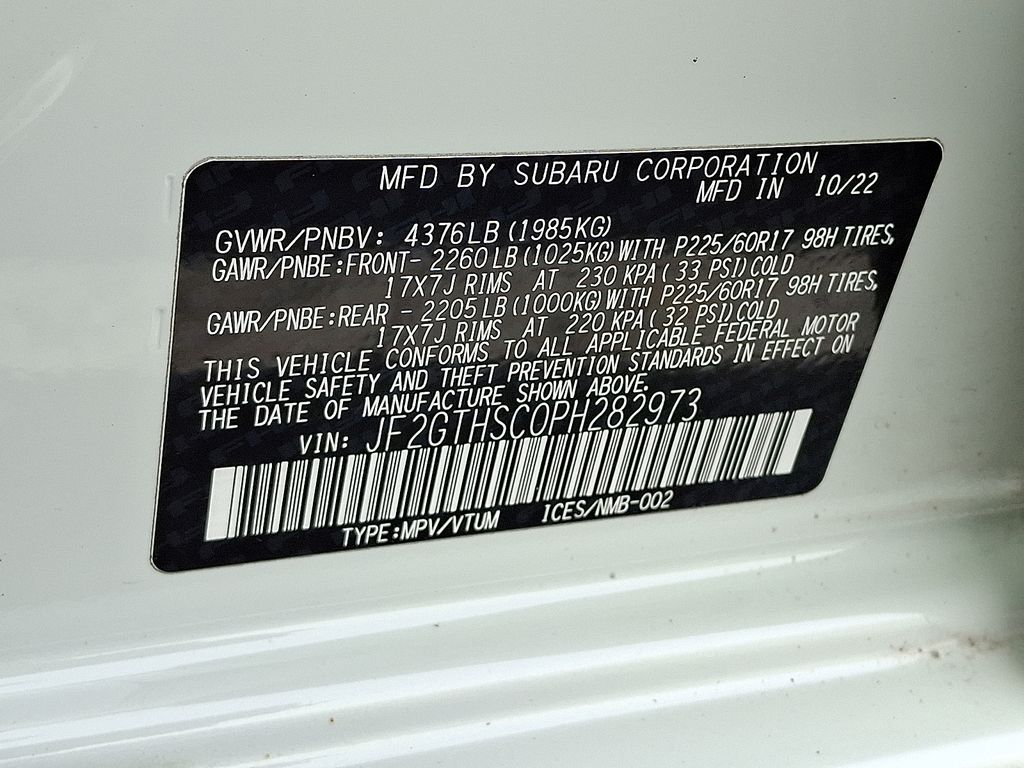 MFD BY SUBARU CORPORATION
MFD IN 10/22
GVWR/PNBV: 4376LB (1985KG)
GAWR/PNBE:FRONT- 2260LB (1025KG) WITH P225/60R17 98H TIRES,
17X7J RIMS AT 230 KPA (33 PSI) COLD
GAWR/PNBE:REAR - 2205LB (1000KG) WITH P225/60R17 98H TIRES,
17X7J RIMS AT 220 KPA (32 PSI) COLD
THIS VEHICLE CONFORMS TO ALL APPLICABLE FEDERAL MOTOR
VEHICLE SAFETY AND THEFT PREVENTION STANDARDS IN EFFECT ON
THE DATE OF MANUFACTURE SHOWN ABOVE.
VIN: JF2GTHSC0PH282973
TYPE:MPV/VTUM ICES/NMB-002